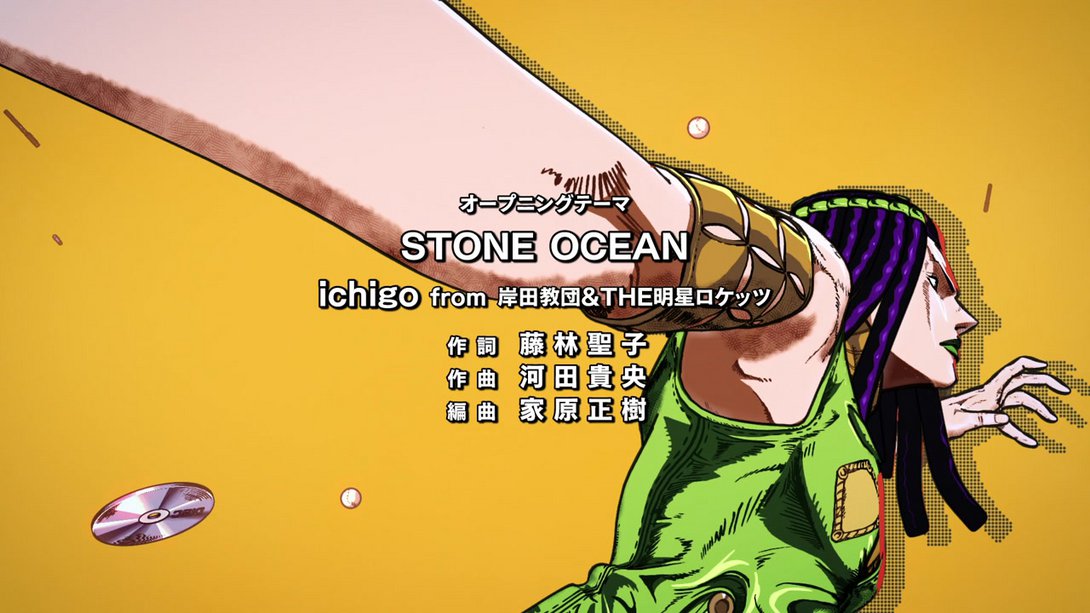 オープニングテーマ
STONE OCEAN
ichigo from 岸田教団&THE明星ロケッツ
作詞 藤林聖子
作曲 河田貴央
編曲 家原正樹
DISC